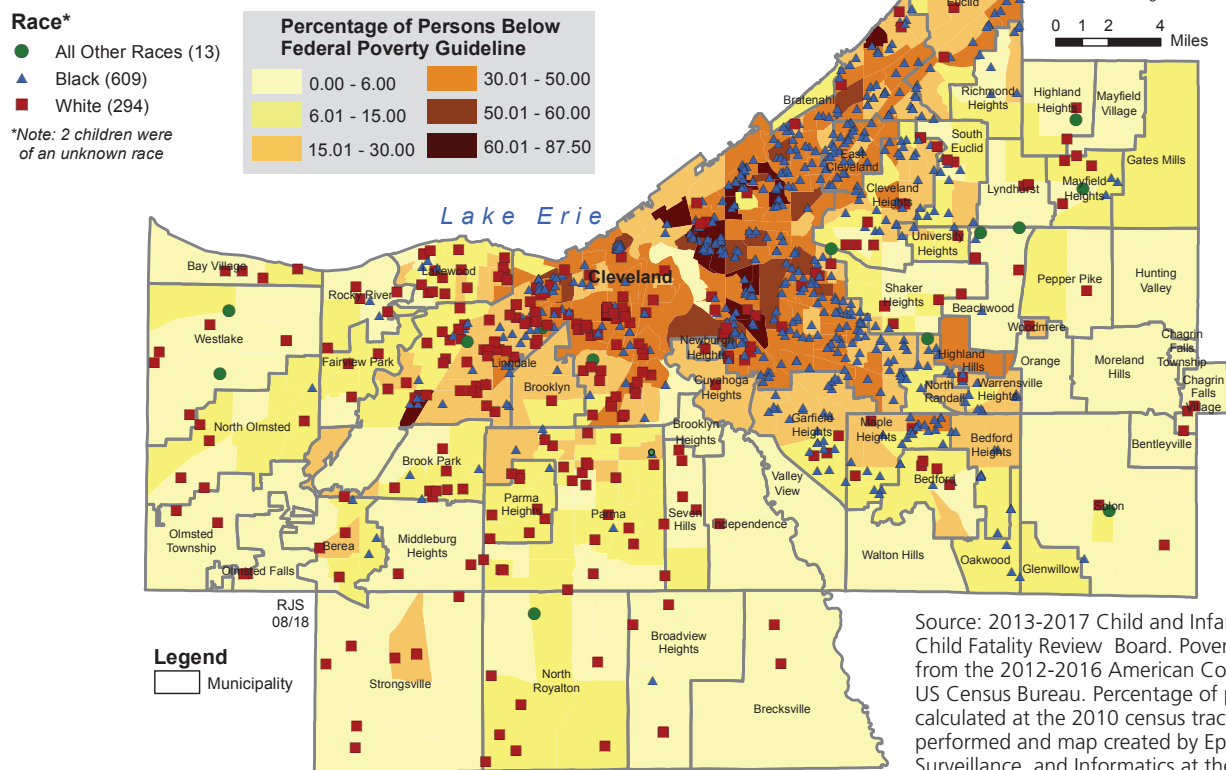 Race*
All Other Races (13)
Black (609)
White (294)
*Note: 2 children were
of an unknown race
Percentage of Persons Below
Federal Poverty Guideline
0.00 - 6.00
6.01 - 15.00
15.01 - 30.00
30.01 - 50.00
50.01 - 60.00
60.01 - 87.50
0 1 2 4
Miles
Euclid
Bratenahl
Richmond
Heights
Highland
Heights
Mayfield
Village
Gates Mills
South
Euclid
East
Cleveland
Cleveland
Heights
Lyndhurst
Mayfield
Heights
Lake Erie
University
Heights
Bay Village
Lakewood
Rocky River
Cleveland
Shaker
Heights
Beachwood
Pepper Pike
Hunting
Valley
Westlake
Fairview Park
Linndale
Brooklyn
Newburgh
Heights
Cuyahoga
Heights
Woodmere
Orange
Moreland
Hills
Chagrin
Falls
Township
Chagrin
Falls
Village
Highland
Hills
North
Randall
Warrensville
Heights
North Olmsted
Brooklyn
Heights
Garfield
Heights
Maple
Heights
Bedford
Heights
Bentleyville
Brook Park
Parma
Heights
Parma
Seven
Hills
Independence
Valley
View
Bedford
Solon
Olmsted
Township
Olmsted Falls
Berea
Middleburg
Heights
Walton Hills
Oakwood
Glenwillow
RJS
08/18
Legend
Municipality
Strongsville
North
Royalton
Broadview
Heights
Brecksville
Source: 2013-2017 Child and Infa
Child Fatality Review Board. Pover
from the 2012-2016 American Co
US Census Bureau. Percentage of p
calculated at the 2010 census trac
performed and map created by Ep
Surveillance, and Informatics at the